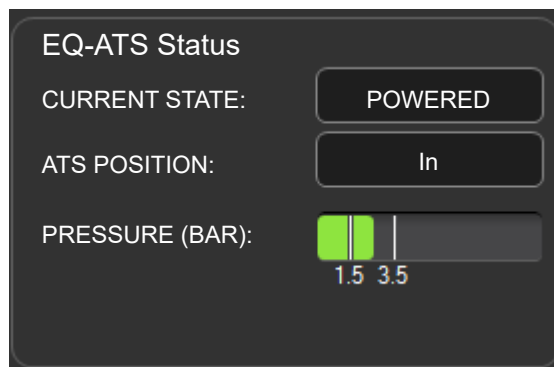 EQ-ATS Status
CURRENT STATE: POWERED
ATS POSITION: In
PRESSURE (BAR):
1.5 3.5